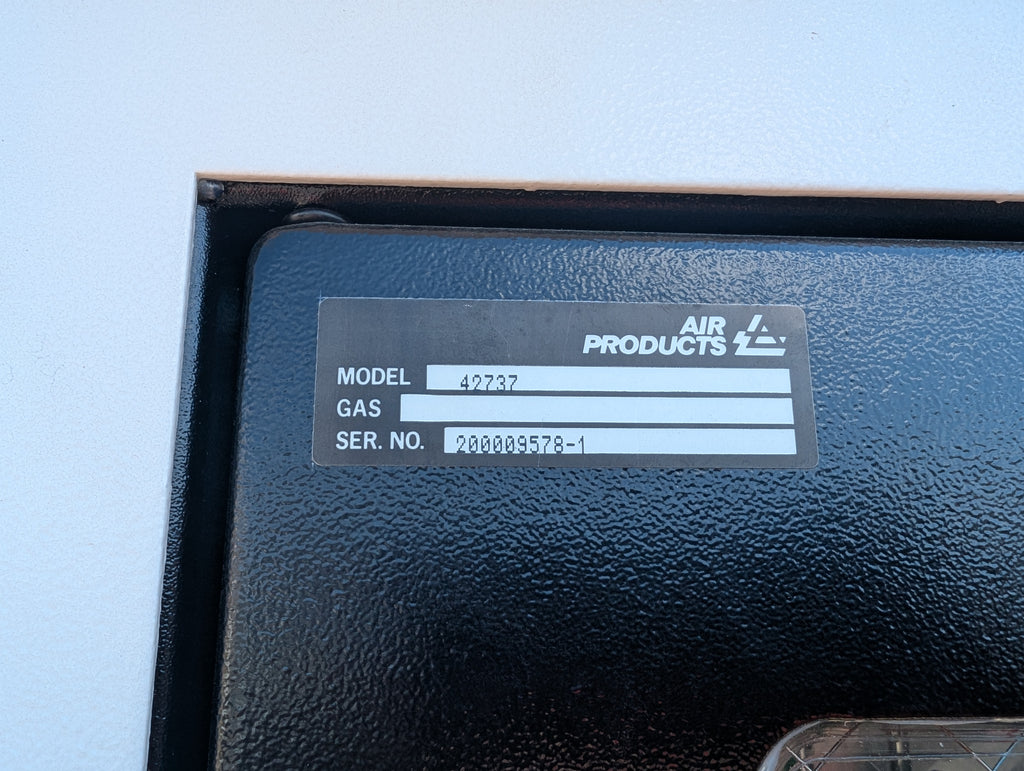 AIR
PRODUCTS
MODEL 42737
GAS
SER. NO. 200009578-1